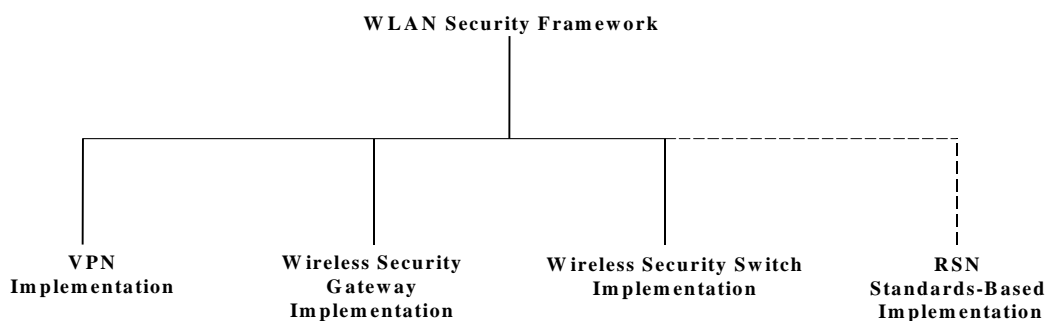 WLAN Security Framework
VPN
Implementation
Wireless Security
Gateway
Implementation
Wireless Security Switch
Implementation
RSN
Standards-Based
Implementation